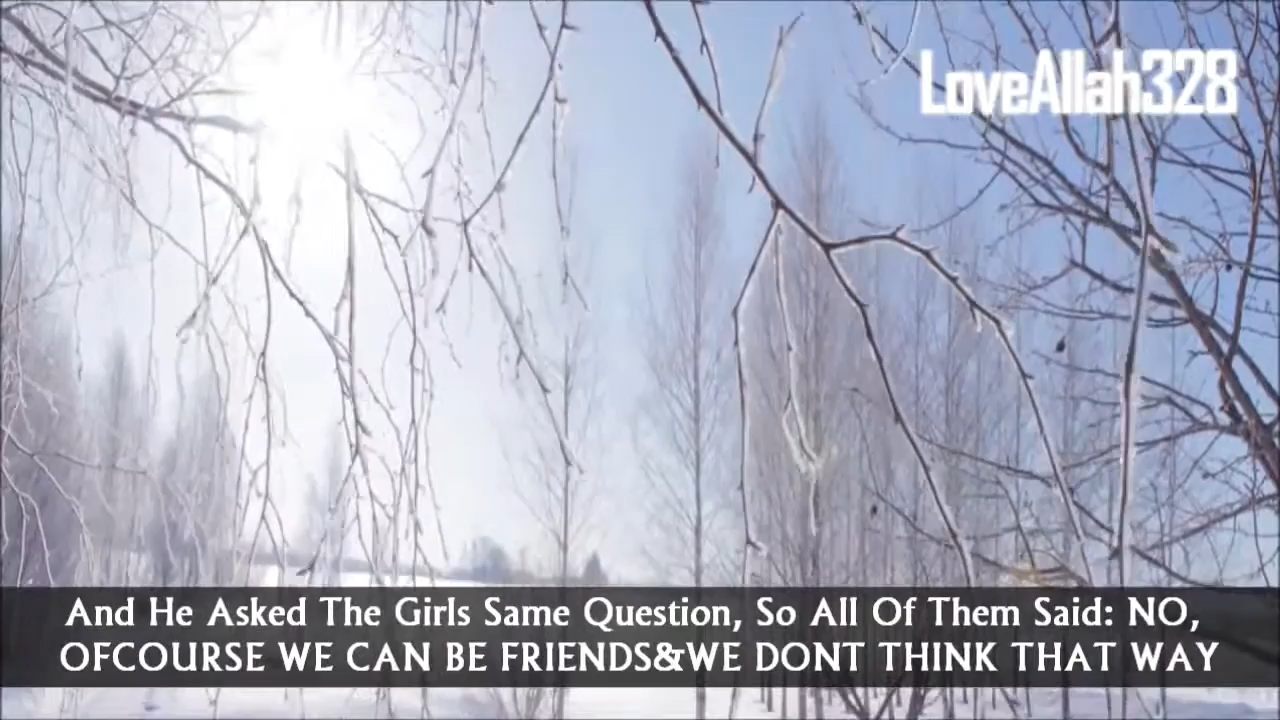 LoveAllah328
And He Asked The Girls Same Question, So All Of Them Said: NO,
OFCOURSE WE CAN BE FRIENDS&WE DONT THINK THAT WAY